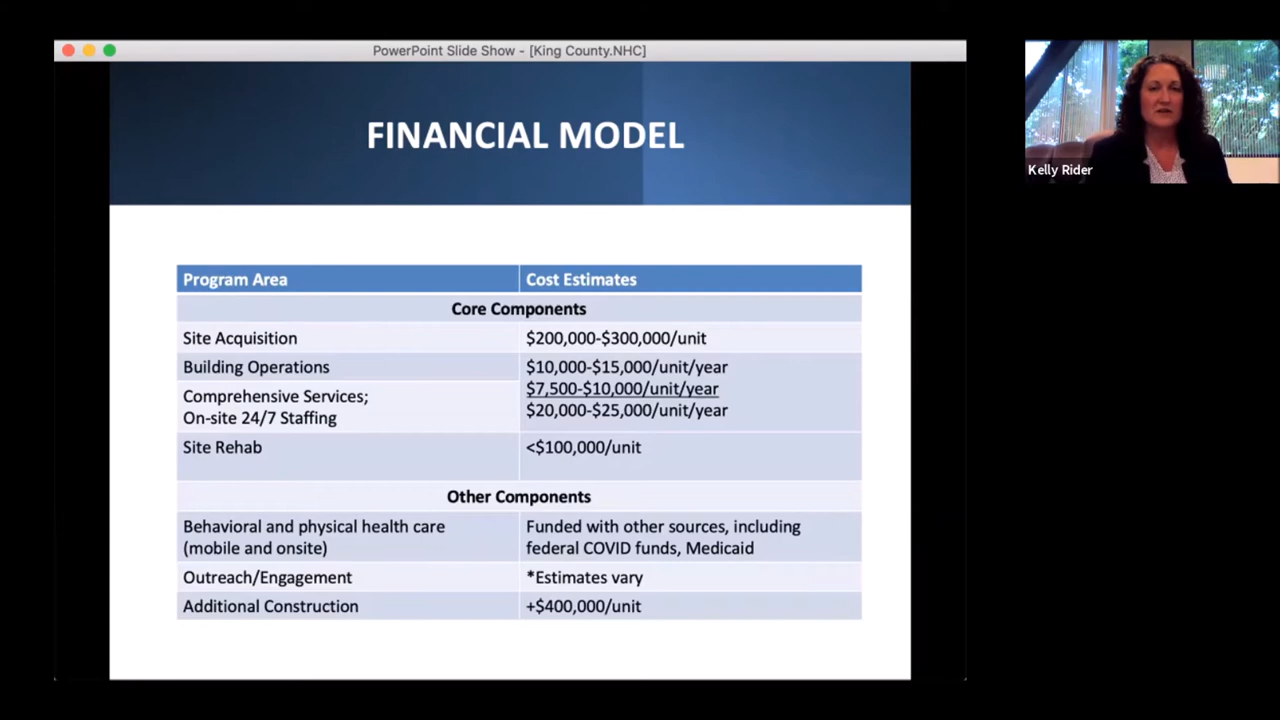 PowerPoint Slide Show - [King County.NHC]
FINANCIAL MODEL
Kelly Rider
Program Area
Cost Estimates
Core Components
Site Acquisition
$200,000-$300,000/unit
Building Operations
$10,000-$15,000/unit/year
Comprehensive Services;
On-site 24/7 Staffing
$7,500-$10,000/unit/year
$20,000-$25,000/unit/year
Site Rehab
<$100,000/unit
Other Components
Behavioral and physical health care
(mobile and onsite)
Funded with other sources, including
federal COVID funds, Medicaid
Outreach/Engagement
*Estimates vary
Additional Construction
+$400,000/unit